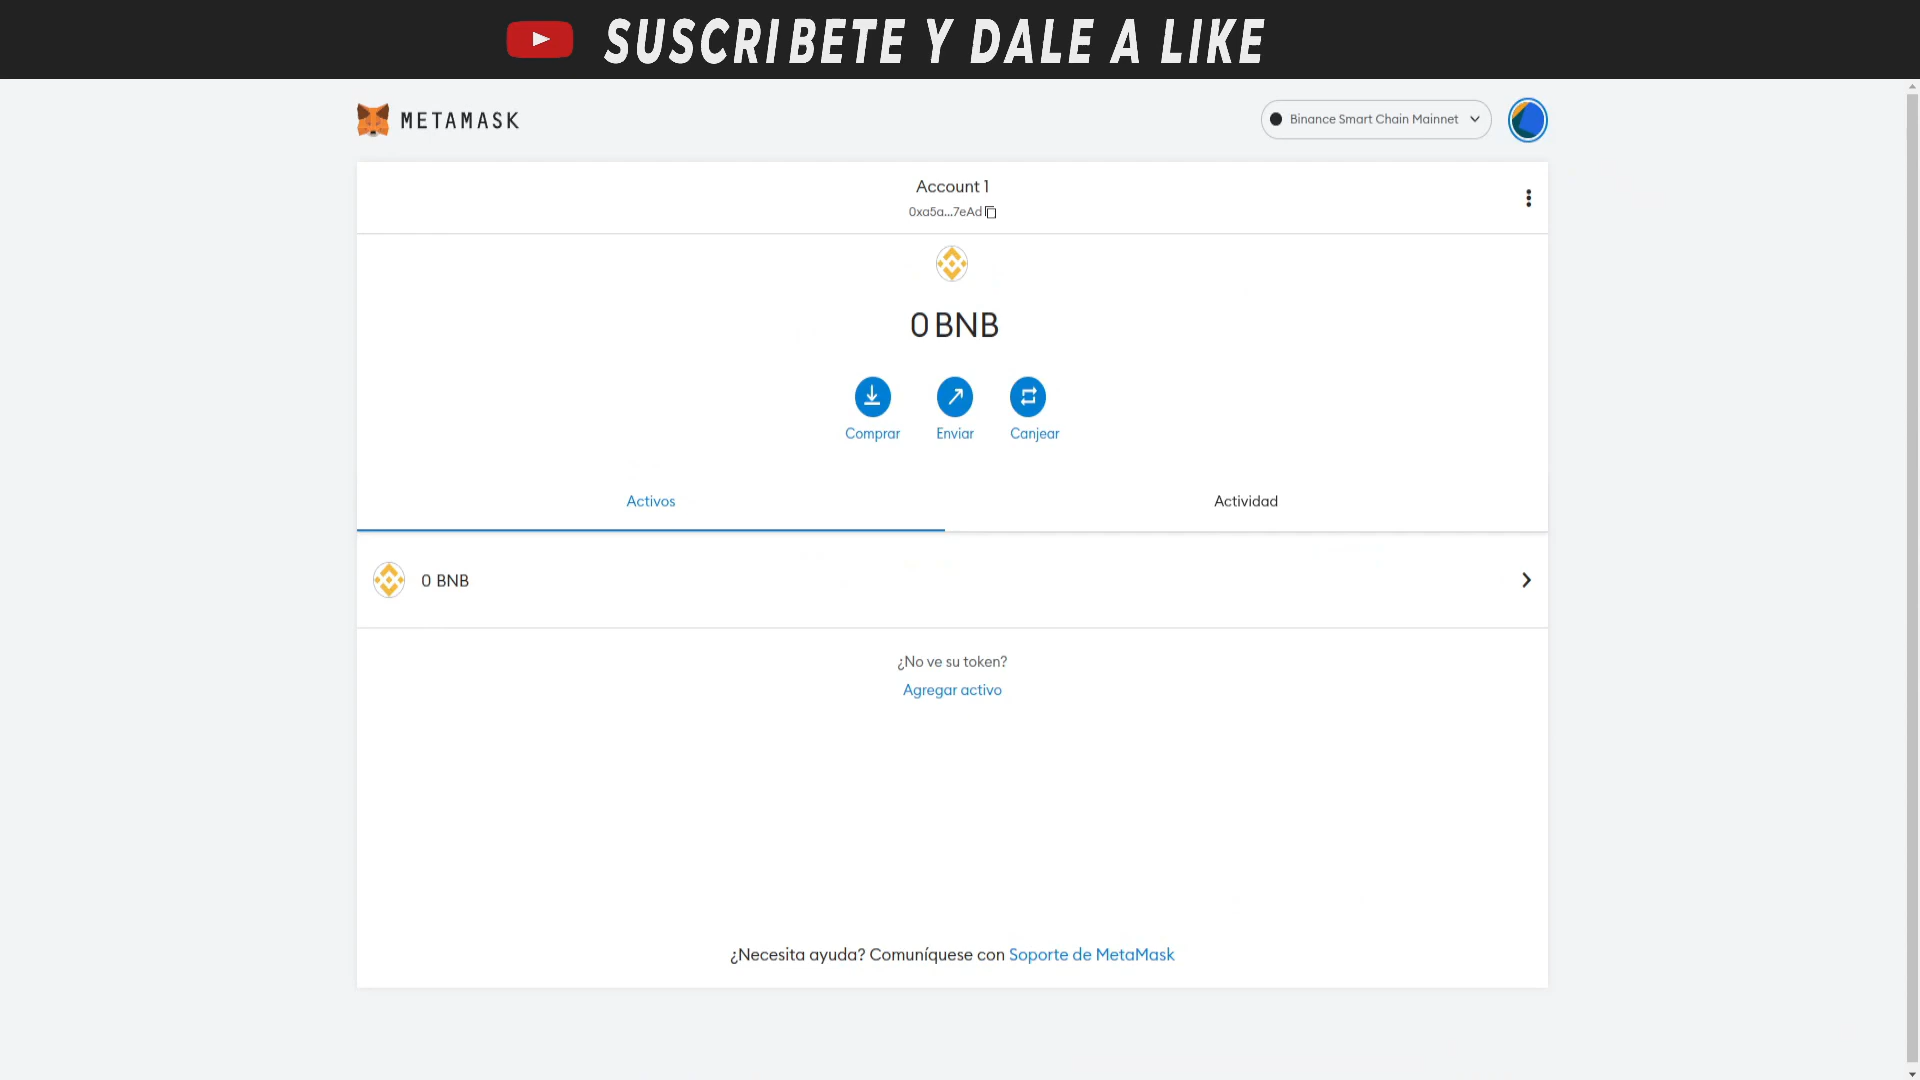 SUSCRIBETE Y DALE A LIKE
METAMASK
Binance Smart Chain Mainnet
Account 1
0xa5a...7eAd
0 BNB
Comprar
Enviar
Canjear
Activos
Actividad
0 BNB
¿No ve su token?
Agregar activo
¿Necesita ayuda? Comuníquese con Soporte de MetaMask